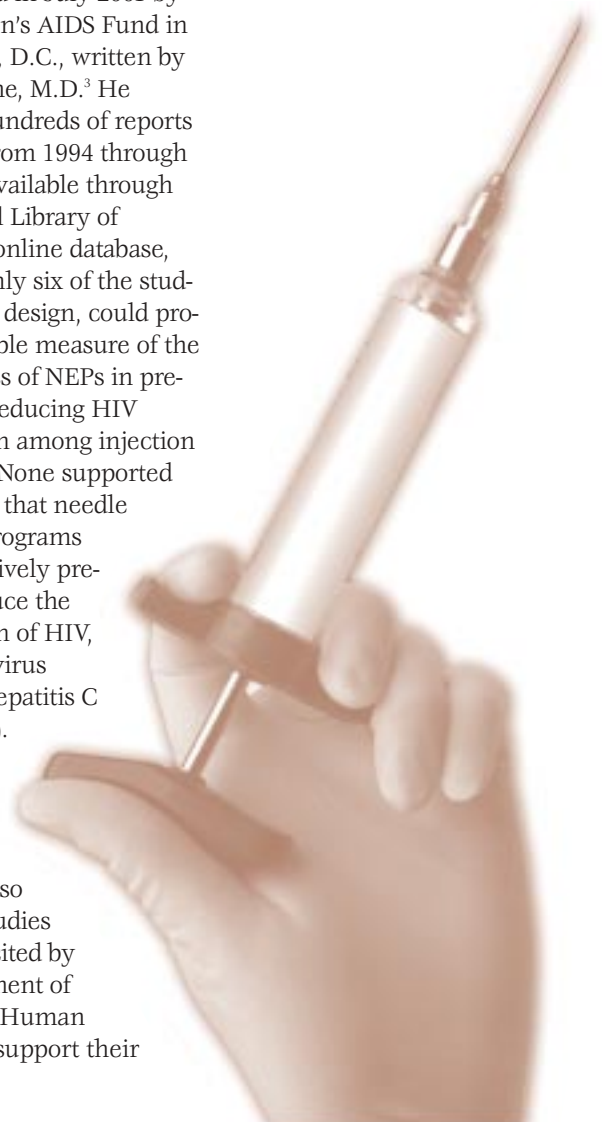 n's AIDS Fund in
, D.C., written by
ne, M.D.³ He
undreds of reports
rom 1994 through
vailable through
l Library of
online database,
nly six of the stud-
design, could pro-
ble measure of the
s of NEPs in pre-
educing HIV
n among injection
None supported
that needle
rograms
ively pre-
uce the
n of HIV,
virus
epatitis C
).
so
udies
ited by
ment of
Human
support their